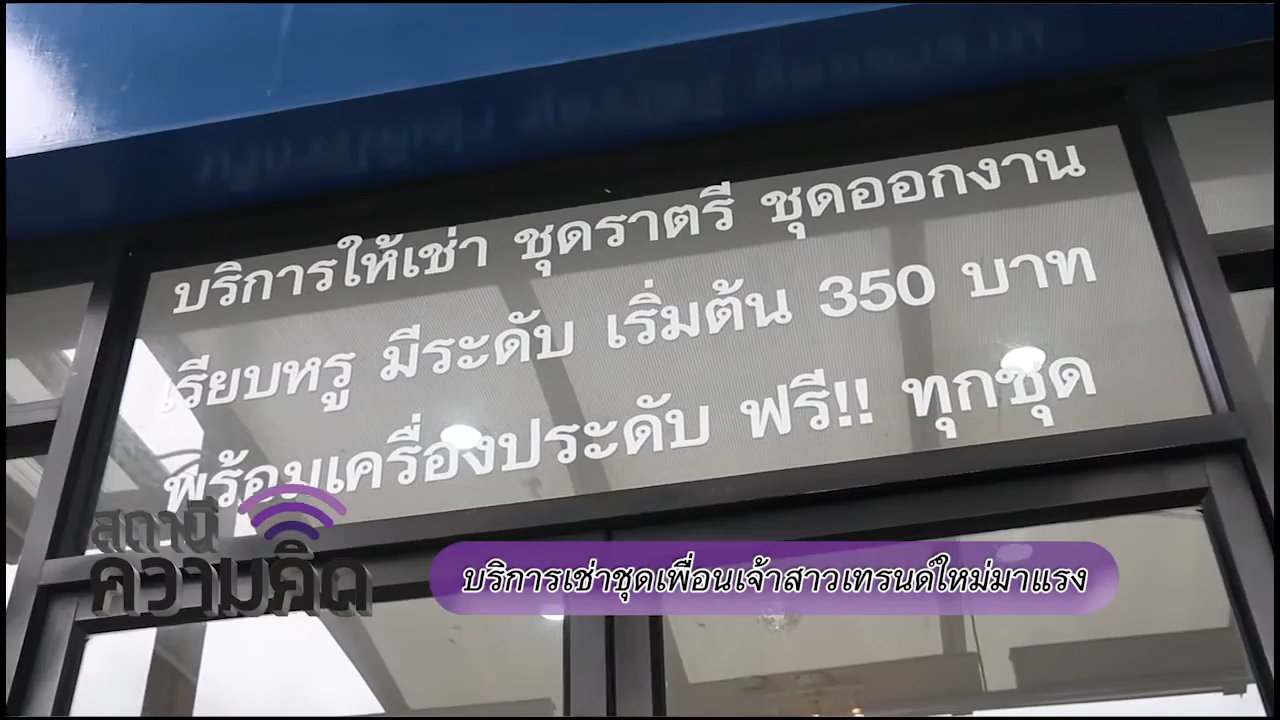 บริการให้เช่า ชุดราตรี ชุดออกงาน
เรียบหรู มีระดับ เริ่มต้น 350 บาท
พร้อมเครื่องประดับ ฟรี!! ทุกชุด
สถานี
ความคิด
บริการเช่าชุดเพื่อนเจ้าสาวเทรนด์ใหม่มาแรง